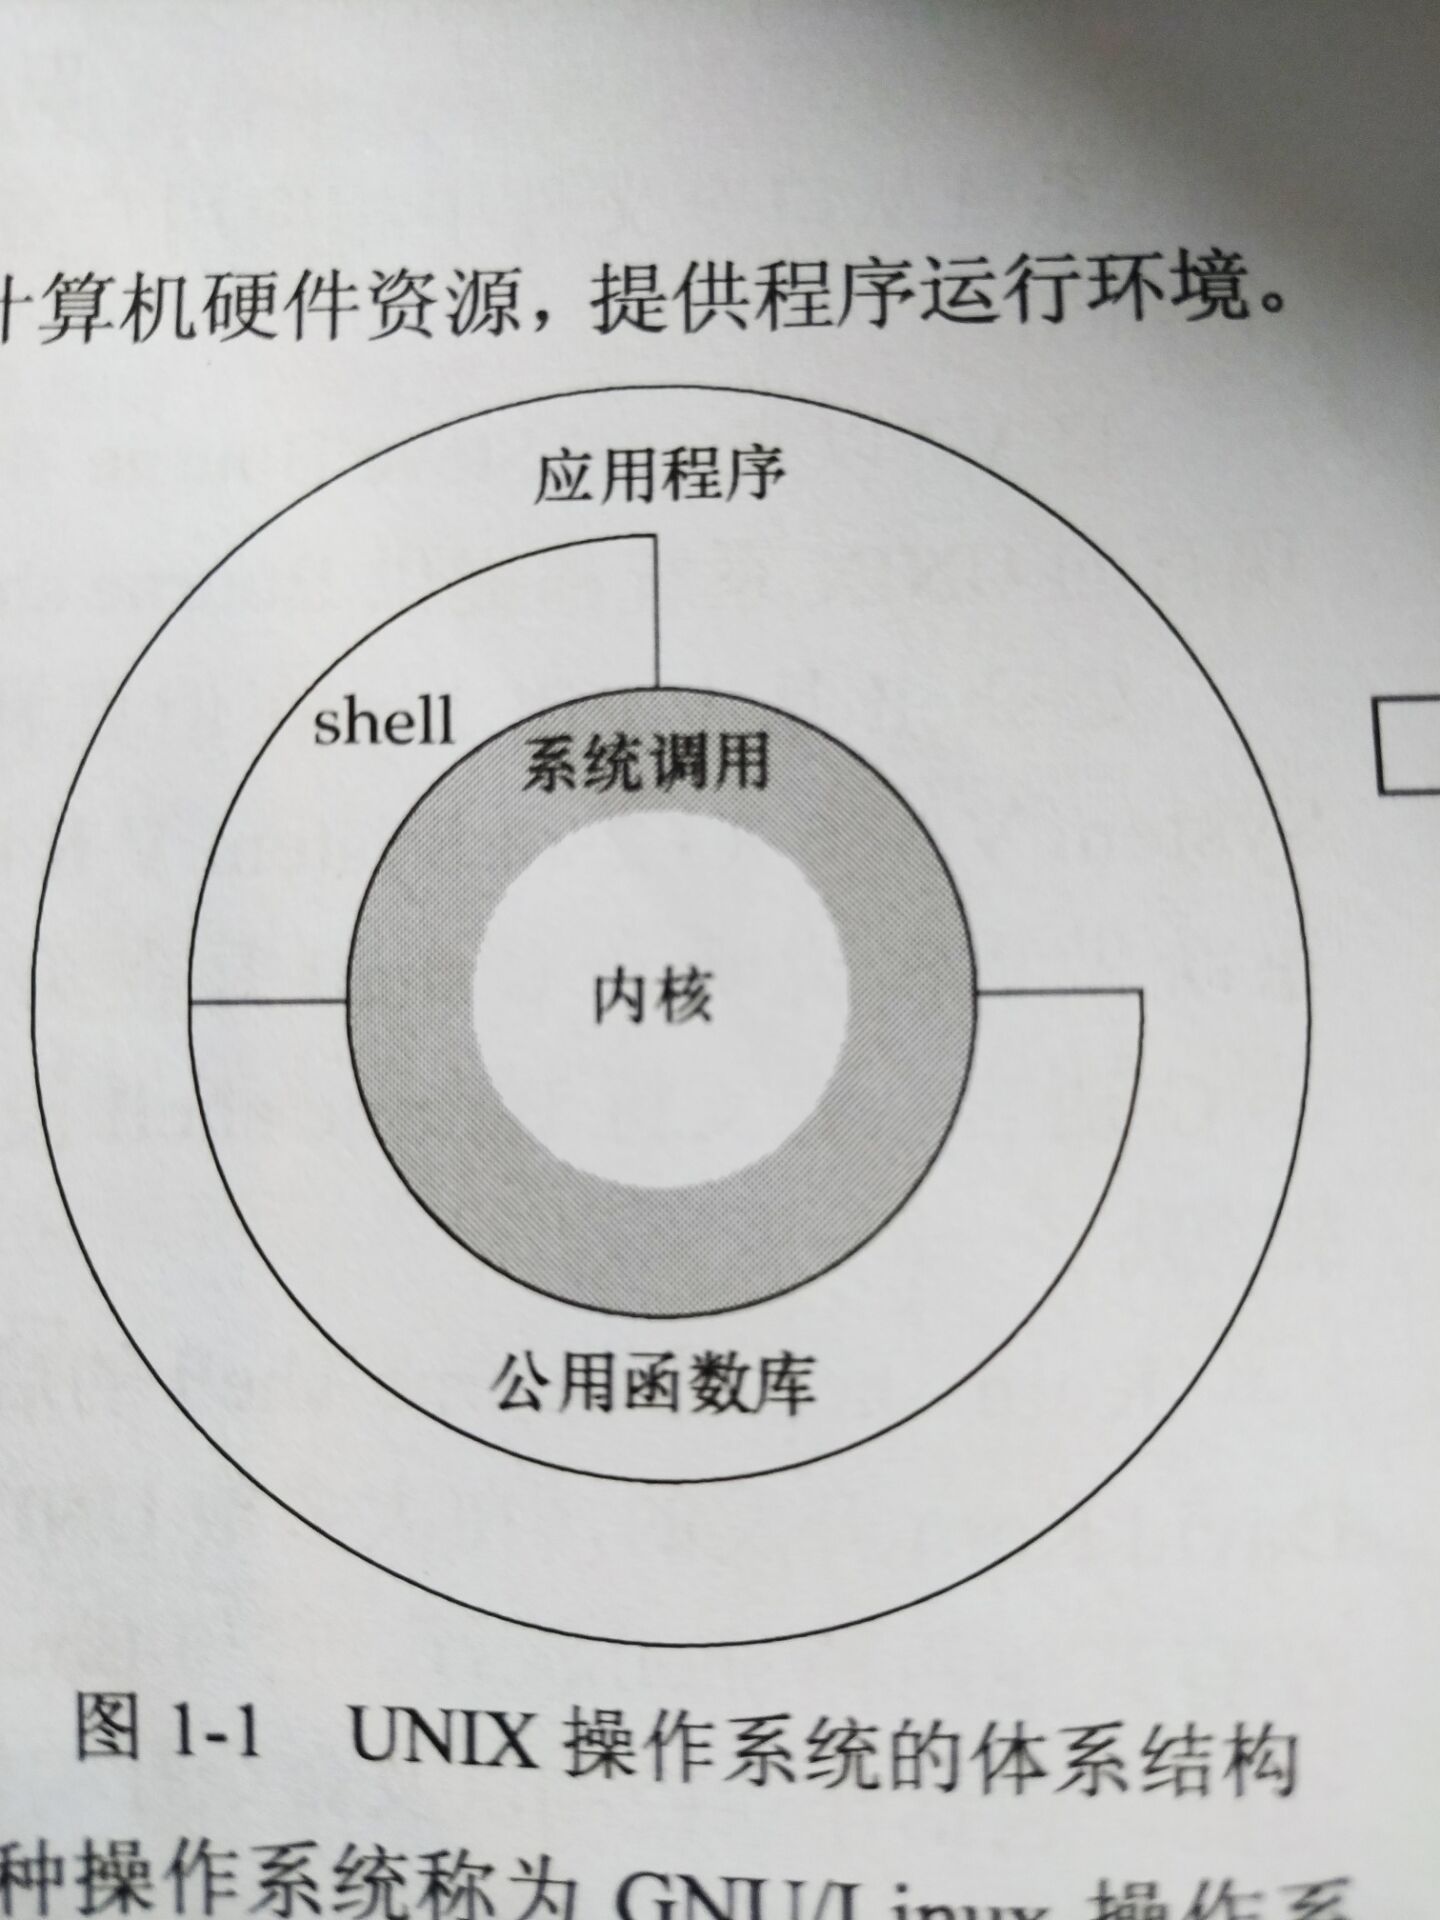 计算机硬件资源，提供程序运行环境。
应用程序
shell
系统调用
内核
公用函数库
图 1-1 UNIX 操作系统的体系结构
种操作系统称为 GNU/Linux 操作系